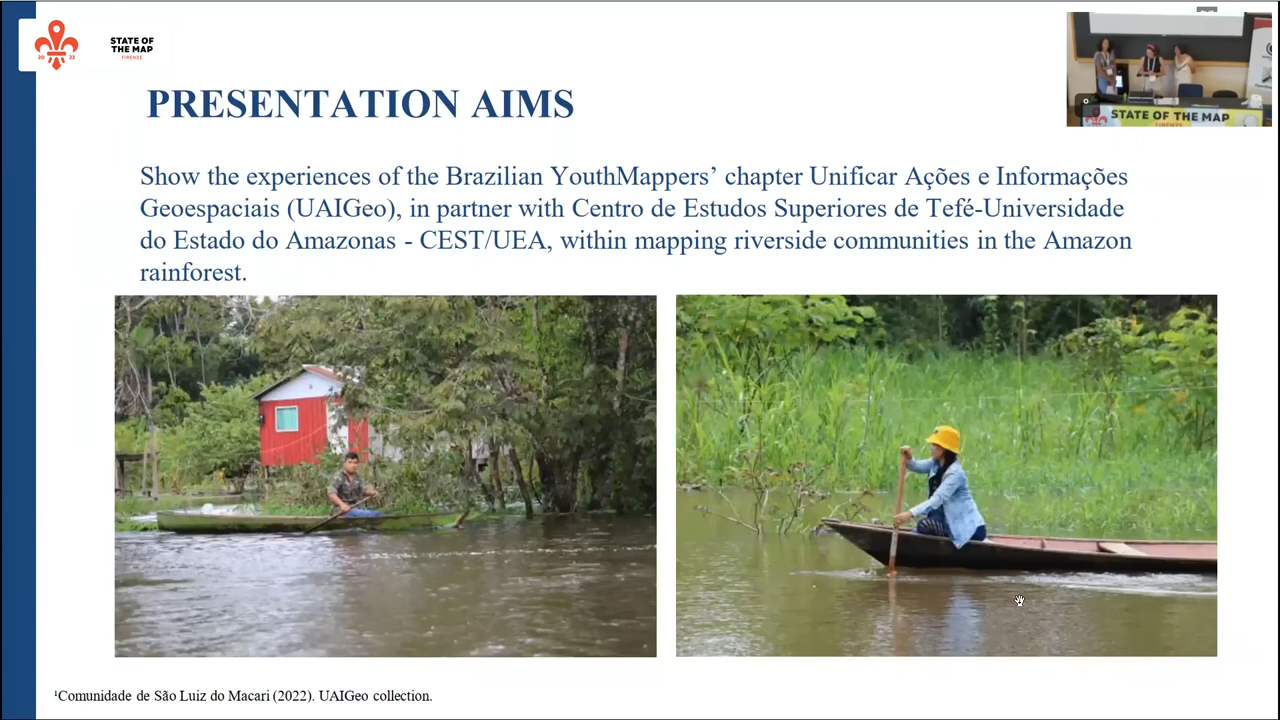 20 22
STATE OF
THE MAP
FIRENZE
STATE OF THE MAP
FIRENZE
PRESENTATION AIMS
Show the experiences of the Brazilian YouthMappers’ chapter Unificar Ações e Informações
Geoespaciais (UAIGeo), in partner with Centro de Estudos Superiores de Tefé-Universidade
do Estado do Amazonas - CEST/UEA, within mapping riverside communities in the Amazon
rainforest.
¹Comunidade de São Luiz do Macari (2022). UAIGeo collection.